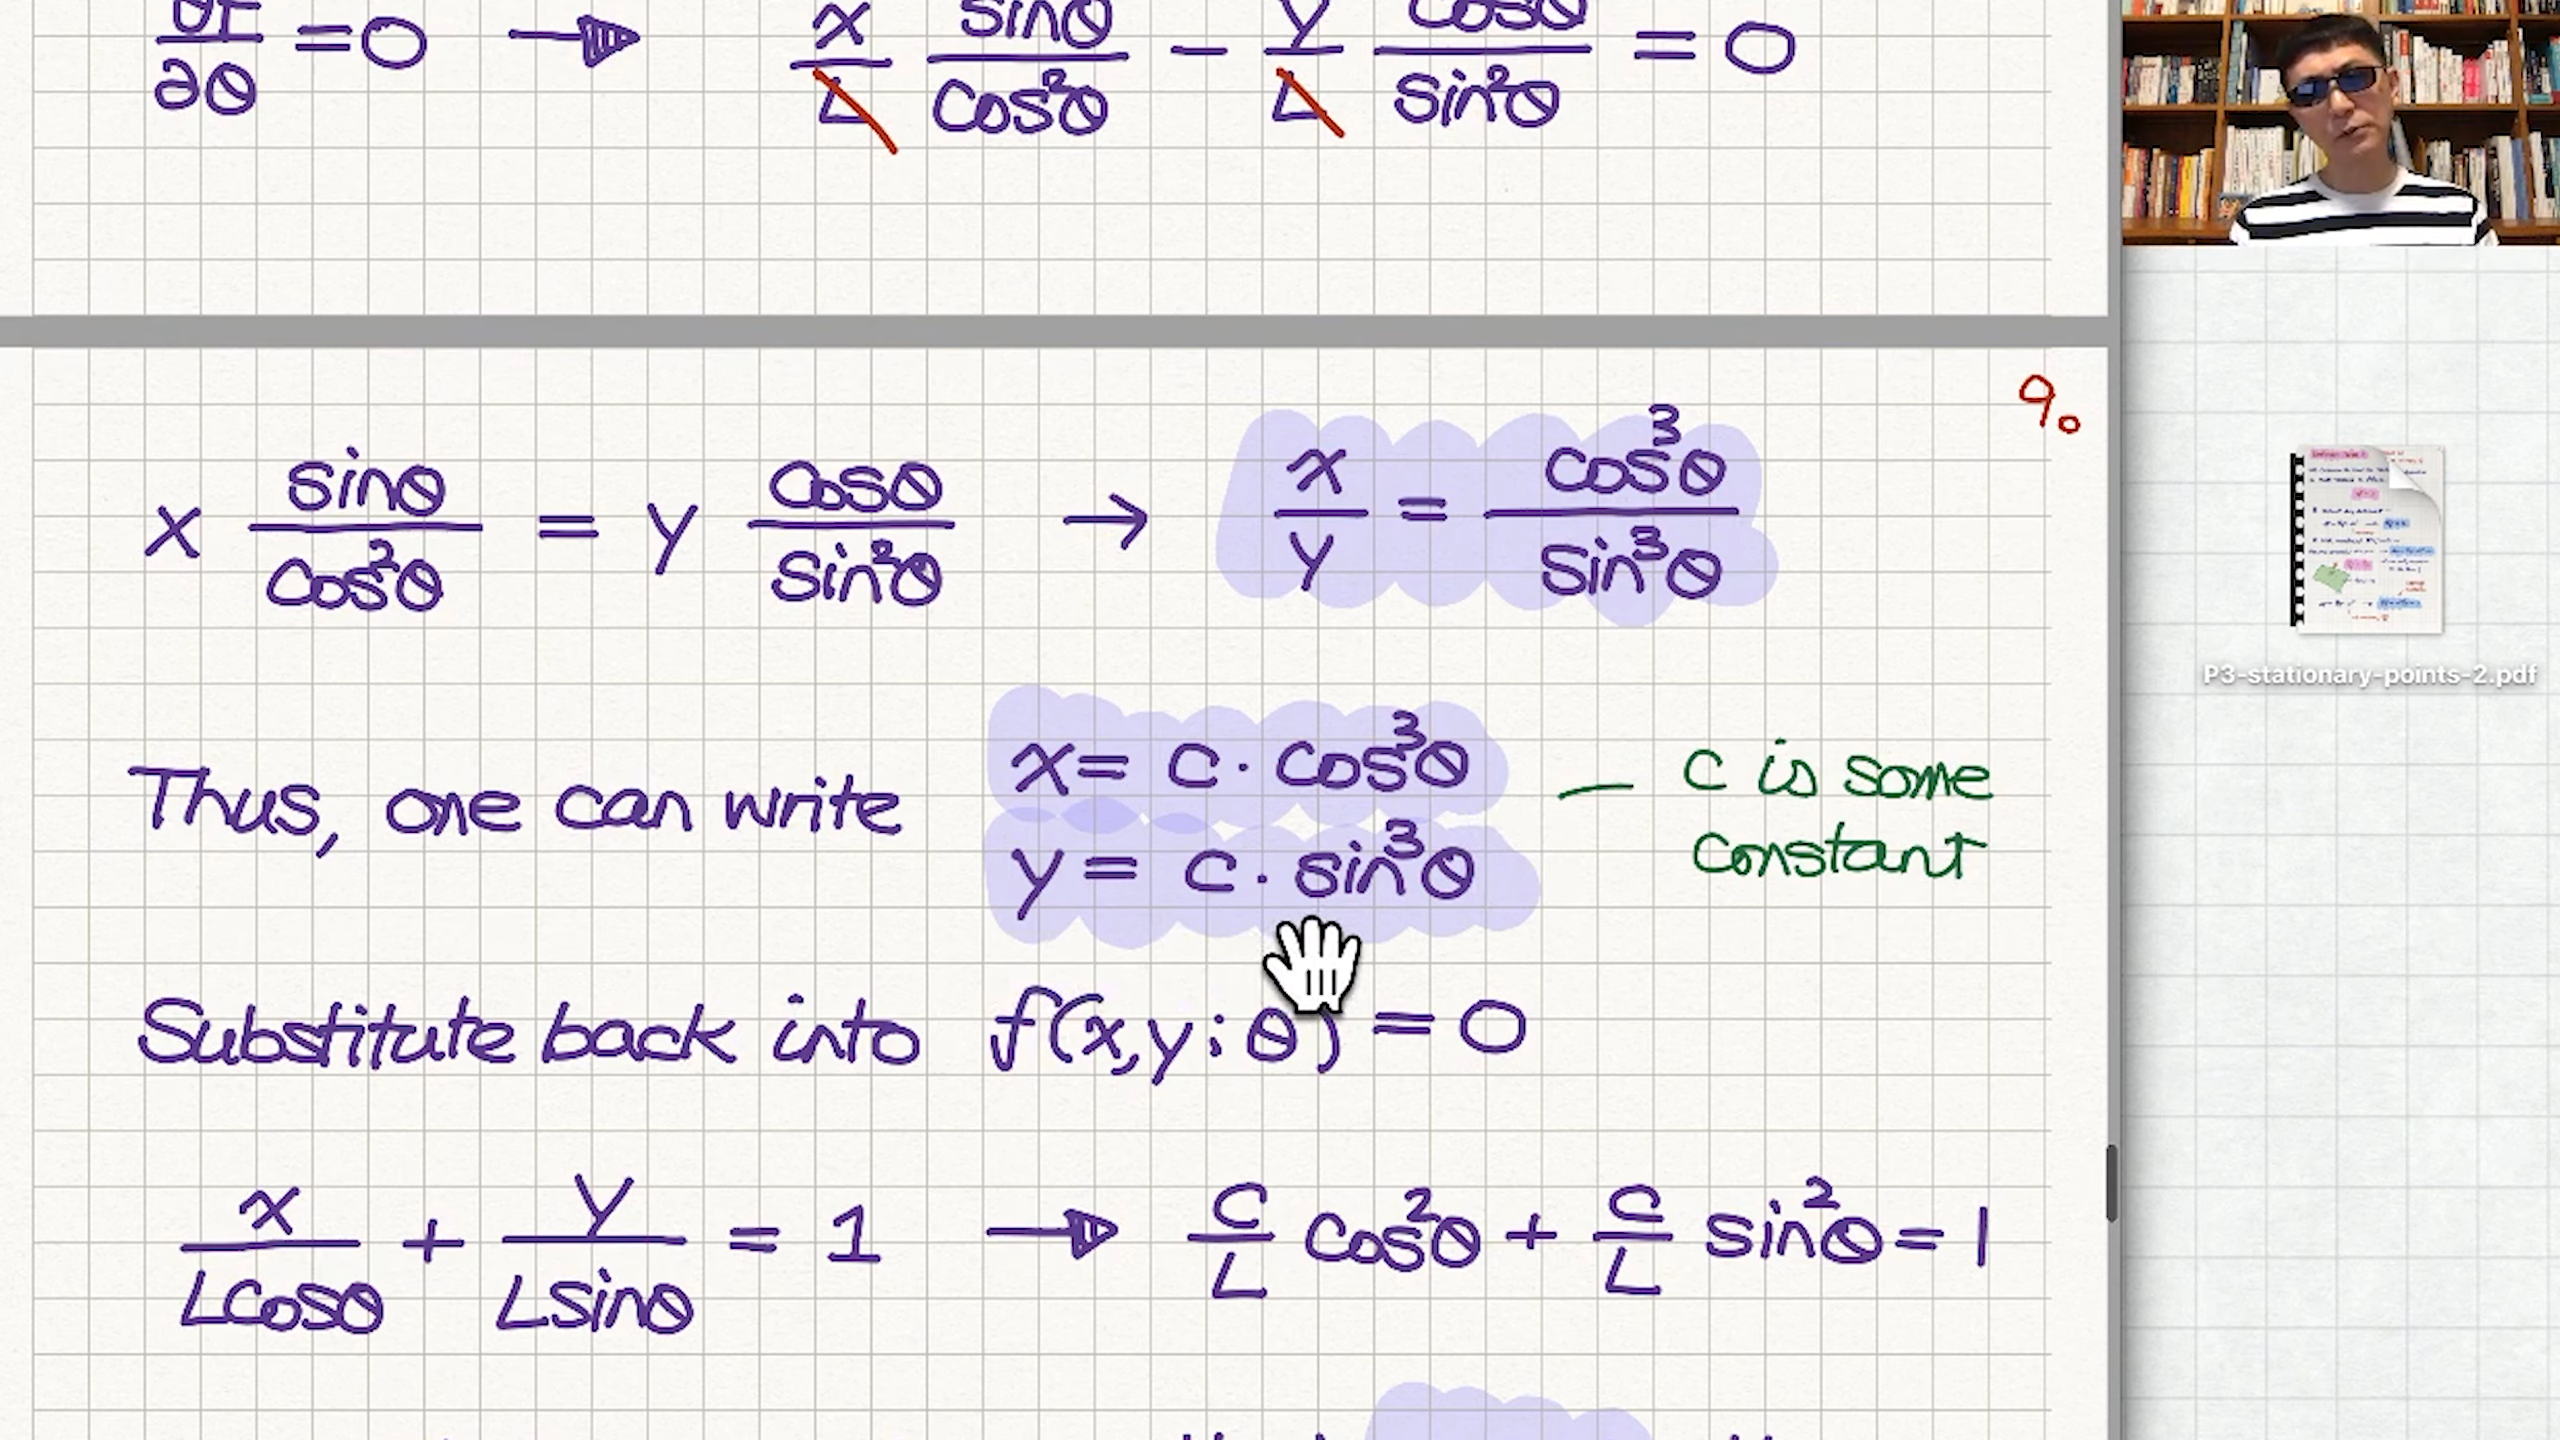 ∂f/∂θ = 0 → x/L sinθ/cos²θ − y/L cosθ/sin²θ = 0
9.
x sinθ/cos²θ = y cosθ/sin²θ → x/y = cos³θ/sin³θ
Thus, one can write x = c · cos³θ
y = c · sin³θ
— c is some
constant
Substitute back into f(x,y;θ) = 0
x/Lcosθ + y/Lsinθ = 1 → c/L cos²θ + c/L sin²θ = 1
P3-stationary-points-2.pdf